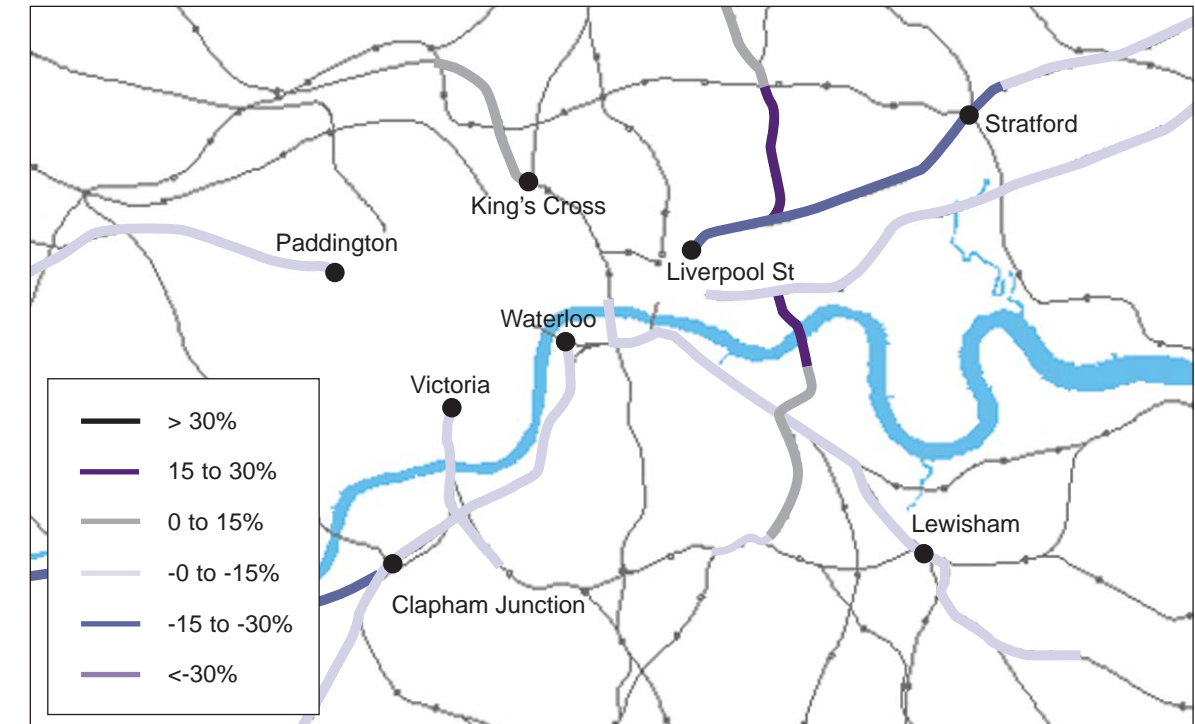 Stratford
King's Cross
Paddington
Liverpool St
Waterloo
Victoria
> 30%
15 to 30%
0 to 15%
-0 to -15%
-15 to -30%
<-30%
Lewisham
Clapham Junction